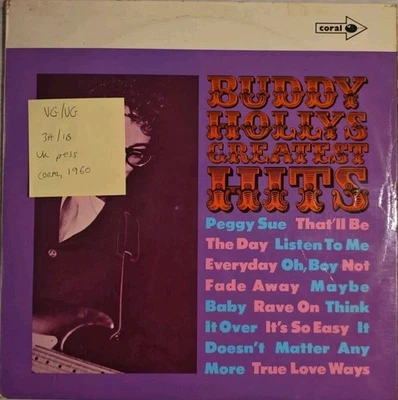 coral
BUDDY
HOLLYS
GREATEST
HITS
VG/VG
3A/1B
UK press
Coral, 1960
Peggy Sue That'll Be
The Day Listen To Me
Everyday Oh, Boy Not
Fade Away Maybe
Baby Rave On Think
It Over It's So Easy It
Doesn't Matter Any
More True Love Ways